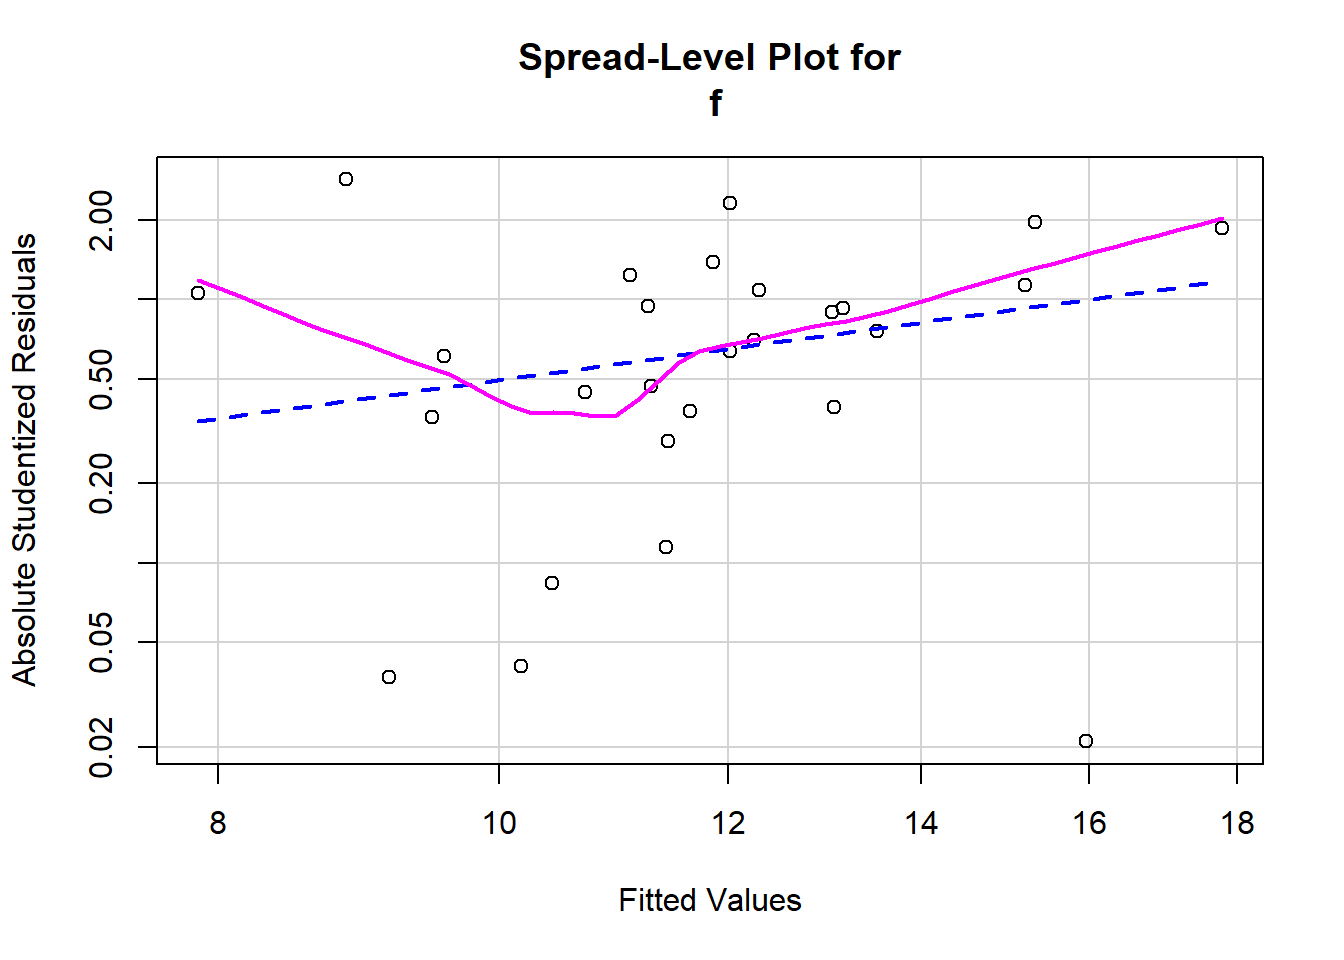 Spread-Level Plot for
f
Absolute Studentized Residuals
2.00
0.50
0.20
0.05
0.02
8 10 12 14 16 18
Fitted Values